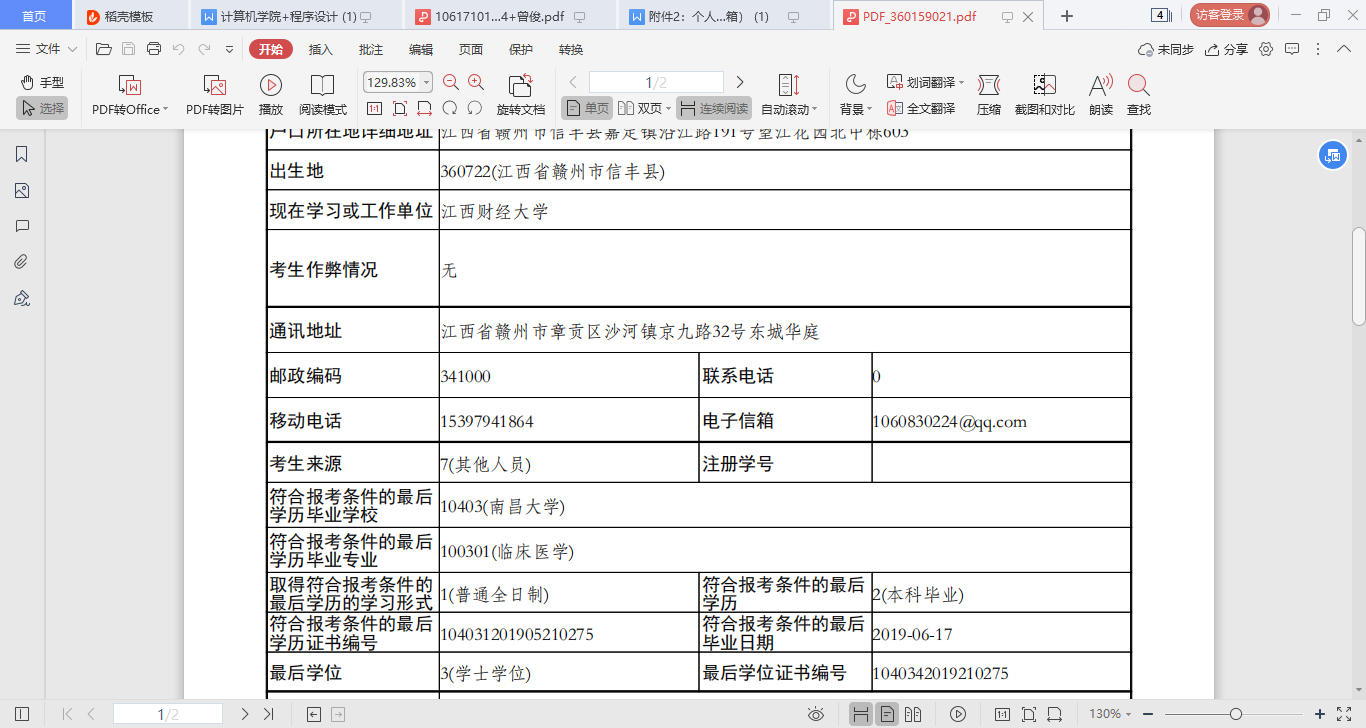 首页 稻壳模板 计算机学院+程序设计 (1) 10617101...4+曾俊.pdf 附件2：个人...箱） (1) PDF_360159021.pdf 4 访客登录
文件 开始 插入 批注 编辑 页面 保护 转换 未同步 分享
手型 129.83% 1/2 划词翻译
选择 PDF转Office PDF转图片 播放 阅读模式 1:1 旋转文档 单页 双页 连续阅读 自动滚动 背景 全文翻译 压缩 截图和对比 朗读 查找
户口所在地详细地址 江西省赣州市信丰县嘉定镇沿江路191号望江花园北中栋603
出生地 360722(江西省赣州市信丰县)
现在学习或工作单位 江西财经大学
考生作弊情况 无
通讯地址 江西省赣州市章贡区沙河镇京九路32号东城华庭
邮政编码 341000 联系电话 0
移动电话 15397941864 电子信箱 1060830224@qq.com
考生来源 7(其他人员) 注册学号
符合报考条件的最后
学历毕业学校 10403(南昌大学)
符合报考条件的最后
学历毕业专业 100301(临床医学)
取得符合报考条件的
最后学历的学习形式 1(普通全日制) 符合报考条件的最后
学历 2(本科毕业)
符合报考条件的最后
学历证书编号 104031201905210275 符合报考条件的最后
毕业日期 2019-06-17
最后学位 3(学士学位) 最后学位证书编号 1040342019210275
1/2 1:1 130%